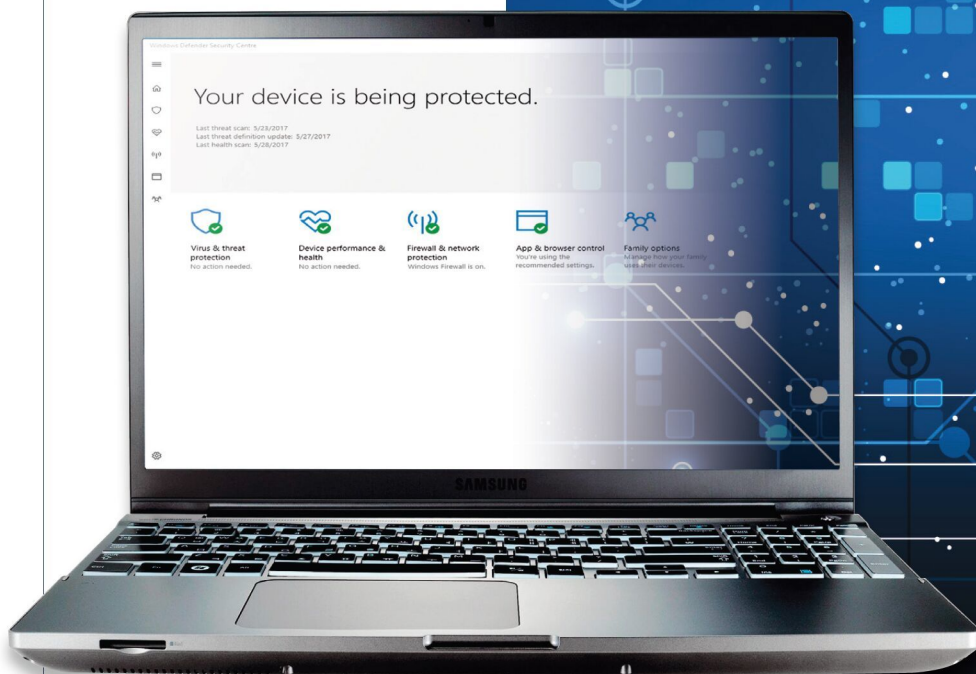 Windows Defender Security Centre
Your device is being protected.
Last threat scan: 5/23/2017
Last threat definition update: 5/27/2017
Last health scan: 5/28/2017
Virus & threat
protection
No action needed.
Device performance &
health
No action needed.
Firewall & network
protection
Windows Firewall is on.
App & browser control
You're using the
recommended settings.
Family options
Manage how your family
uses their devices.
SAMSUNG